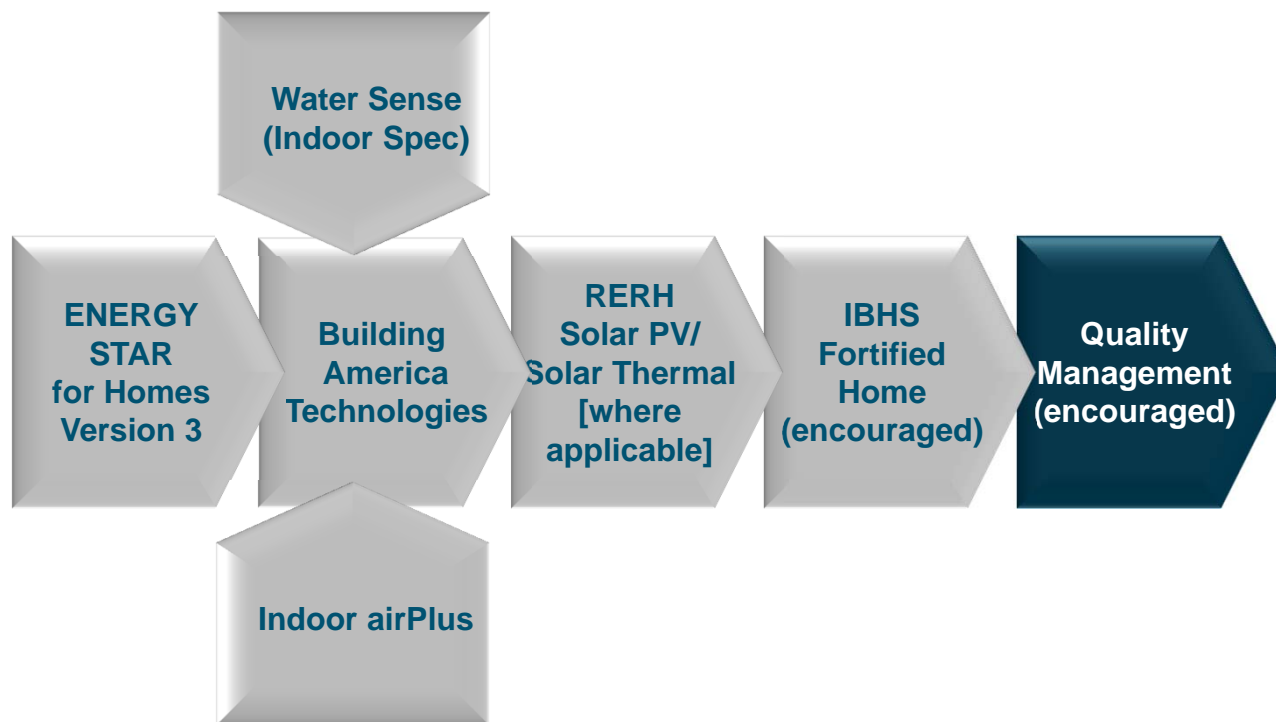 Water Sense
(Indoor Spec)
ENERGY
STAR
for Homes
Version 3
Building
America
Technologies
RERH
Solar PV/
Solar Thermal
[where
applicable]
IBHS
Fortified
Home
(encouraged)
Quality
Management
(encouraged)
Indoor airPlus